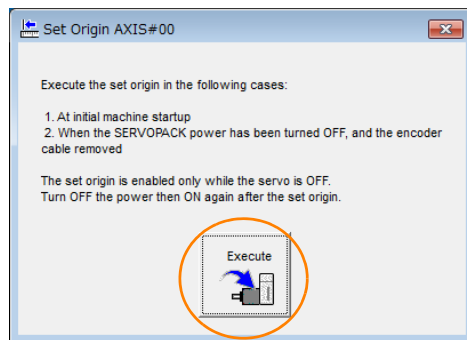 Set Origin AXIS#00
Execute the set origin in the following cases:
1. At initial machine startup
2. When the SERVOPACK power has been turned OFF, and the encoder
cable removed
The set origin is enabled only while the servo is OFF.
Turn OFF the power then ON again after the set origin.
Execute